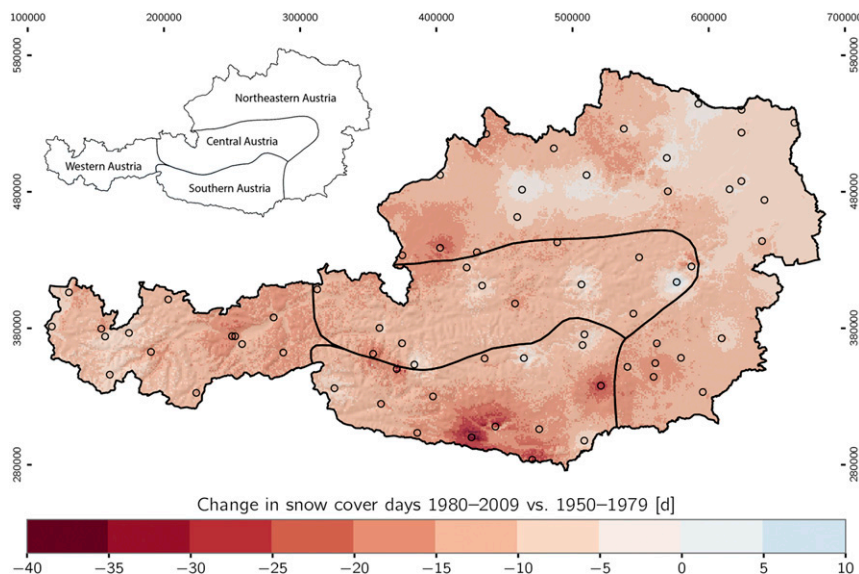 100000 200000 300000 400000 500000 600000 700000
580000 580000
Northeastern Austria
Central Austria
Western Austria
Southern Austria
480000 480000
380000 380000
280000 280000
Change in snow cover days 1980–2009 vs. 1950–1979 [d]
−40 −35 −30 −25 −20 −15 −10 −5 0 5 10